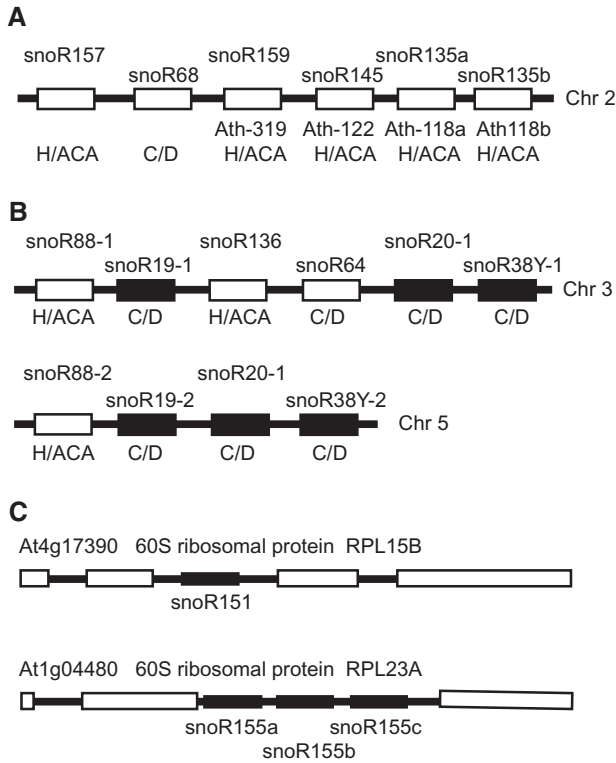 A
snoR157 snoR159 snoR135a
snoR68 snoR145 snoR135b
Chr 2
Ath-319 Ath-122 Ath-118a Ath118b
H/ACA C/D H/ACA H/ACA H/ACA H/ACA
B
snoR88-1 snoR136 snoR20-1
snoR19-1 snoR64 snoR38Y-1
Chr 3
H/ACA C/D H/ACA C/D C/D C/D
snoR88-2 snoR20-1
snoR19-2 snoR38Y-2
Chr 5
H/ACA C/D C/D C/D
C
At4g17390 60S ribosomal protein RPL15B
snoR151
At1g04480 60S ribosomal protein RPL23A
snoR155a snoR155c
snoR155b